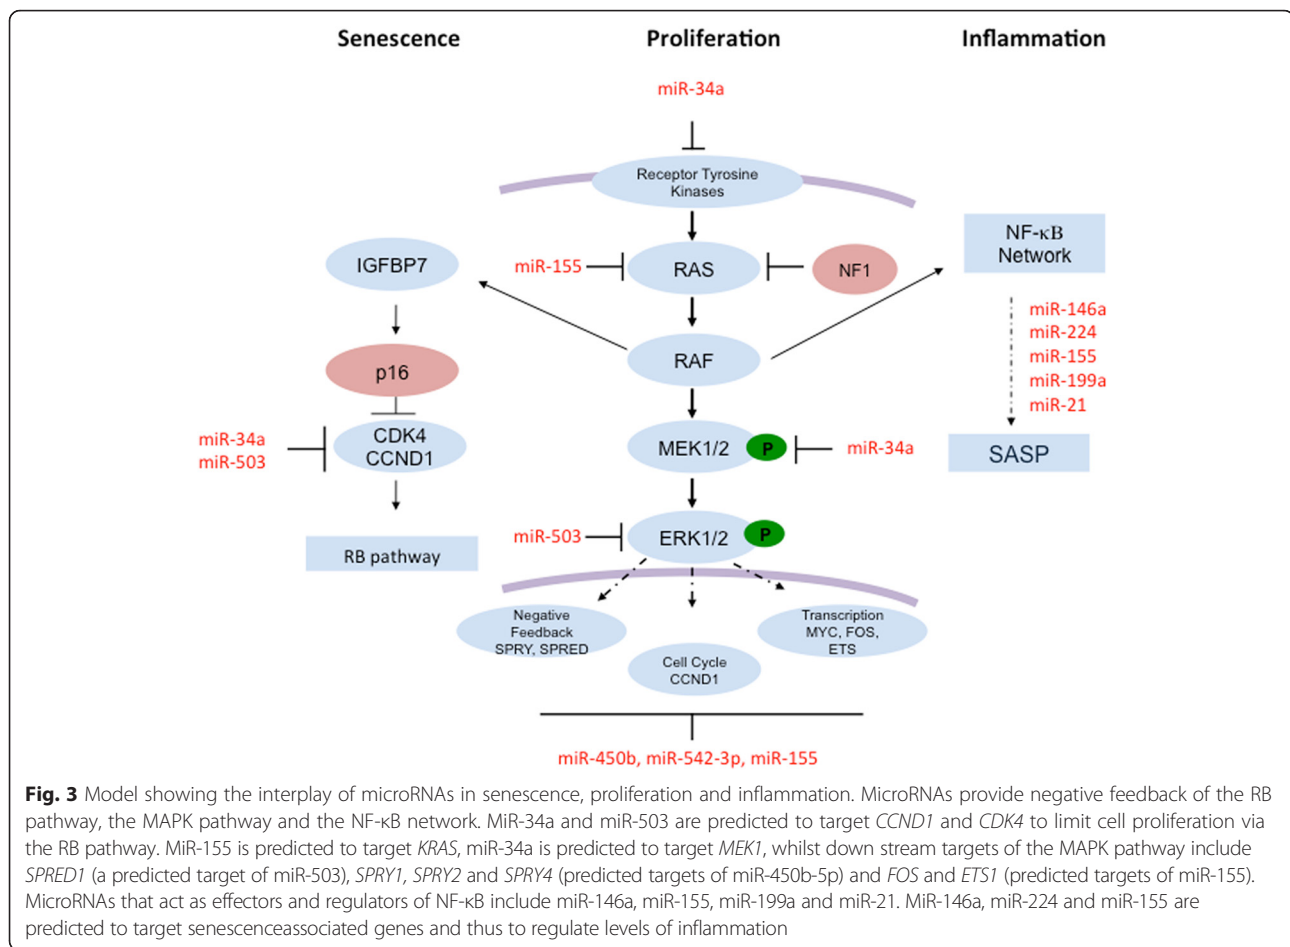 Senescence
Proliferation
Inflammation
miR-34a
Receptor Tyrosine
Kinases
IGFBP7
miR-155
RAS
NF1
NF-κB
Network
RAF
miR-146a
miR-224
miR-155
miR-199a
miR-21
p16
miR-34a
miR-503
CDK4
CCND1
MEK1/2
P
miR-34a
SASP
RB pathway
miR-503
ERK1/2
P
Negative
Feedback
SPRY, SPRED
Cell Cycle
CCND1
Transcription
MYC, FOS,
ETS
miR-450b, miR-542-3p, miR-155
Fig. 3 Model showing the interplay of microRNAs in senescence, proliferation and inflammation. MicroRNAs provide negative feedback of the RB
pathway, the MAPK pathway and the NF-κB network. MiR-34a and miR-503 are predicted to target CCND1 and CDK4 to limit cell proliferation via
the RB pathway. MiR-155 is predicted to target KRAS, miR-34a is predicted to target MEK1, whilst down stream targets of the MAPK pathway include
SPRED1 (a predicted target of miR-503), SPRY1, SPRY2 and SPRY4 (predicted targets of miR-450b-5p) and FOS and ETS1 (predicted targets of miR-155).
MicroRNAs that act as effectors and regulators of NF-κB include miR-146a, miR-155, miR-199a and miR-21. MiR-146a, miR-224 and miR-155 are
predicted to target senescenceassociated genes and thus to regulate levels of inflammation